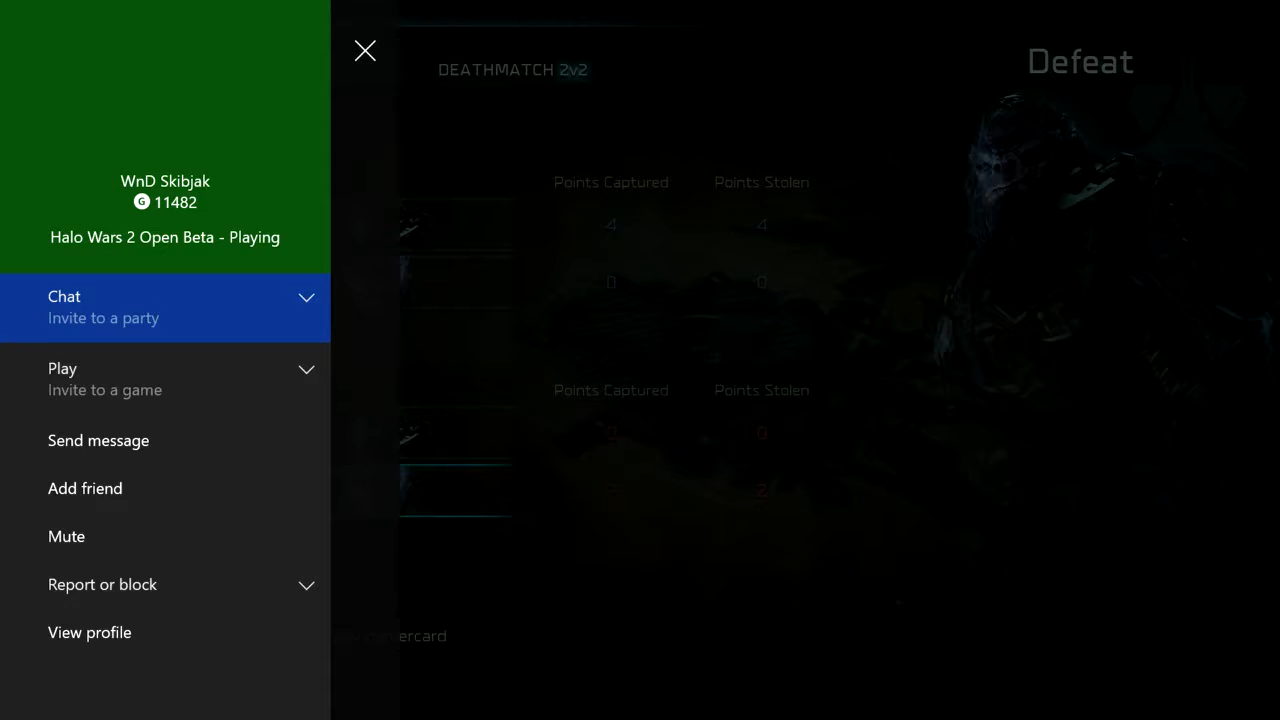 WnD Skibjak
G 11482
Halo Wars 2 Open Beta - Playing
Chat
Invite to a party
Play
Invite to a game
Send message
Add friend
Mute
Report or block
View profile
DEATHMATCH 2v2
Defeat
Points Captured Points Stolen
4 4
0 0
Points Captured Points Stolen
0
2
ercard